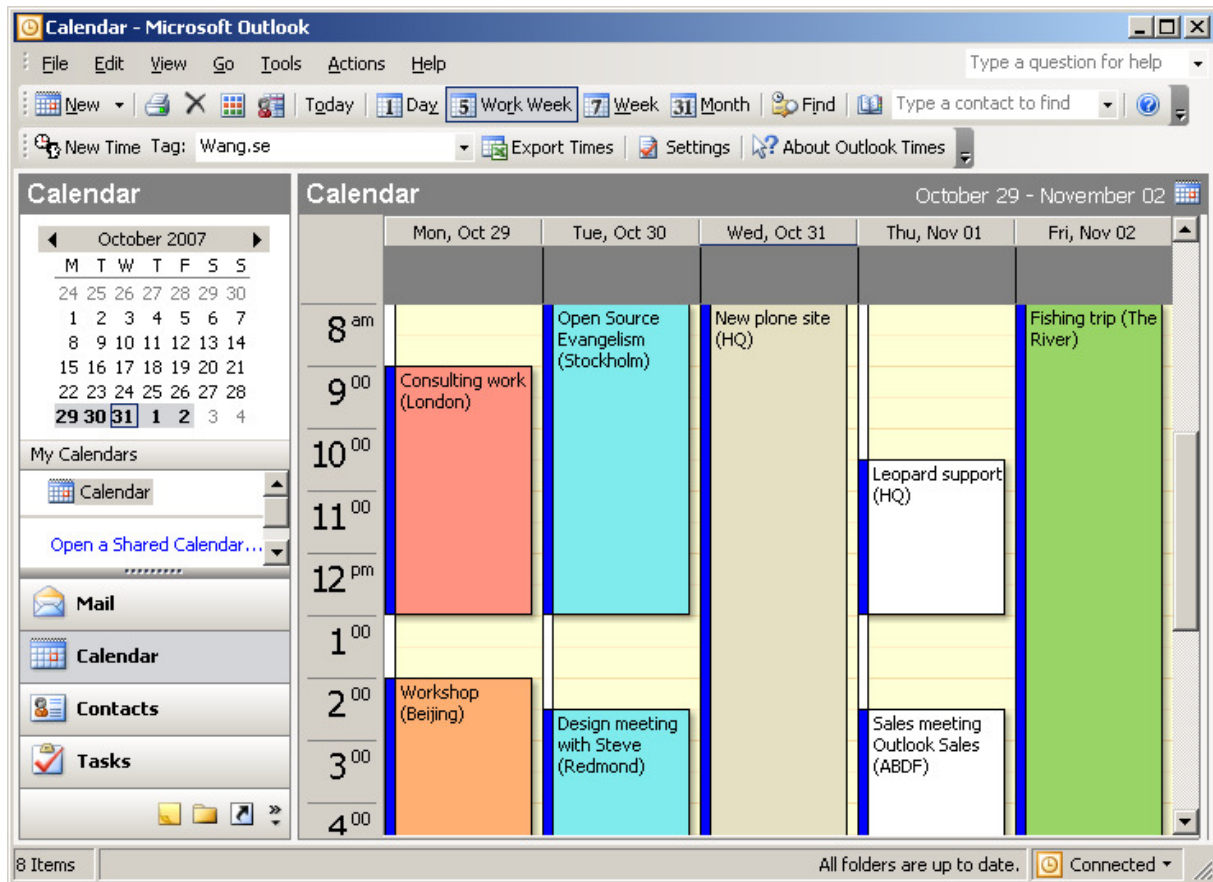 Calendar - Microsoft Outlook
File Edit View Go Tools Actions Help Type a question for help
New Today 1 Day 5 Work Week 7 Week 31 Month Find Type a contact to find
New Time Tag: Wang.se Export Times Settings About Outlook Times
Calendar
October 2007
M T W T F S S
24 25 26 27 28 29 30
1 2 3 4 5 6 7
8 9 10 11 12 13 14
15 16 17 18 19 20 21
22 23 24 25 26 27 28
29 30 31 1 2 3 4
My Calendars
Calendar
Open a Shared Calendar...
Mail
Calendar
Contacts
Tasks
Calendar October 29 - November 02
Mon, Oct 29 Tue, Oct 30 Wed, Oct 31 Thu, Nov 01 Fri, Nov 02
8 am
9 00
10 00
11 00
12 pm
1 00
2 00
3 00
4 00
Consulting work
(London)
Workshop
(Beijing)
Open Source
Evangelism
(Stockholm)
Design meeting
with Steve
(Redmond)
New plone site
(HQ)
Leopard support
(HQ)
Sales meeting
Outlook Sales
(ABDF)
Fishing trip (The
River)
8 Items All folders are up to date. Connected